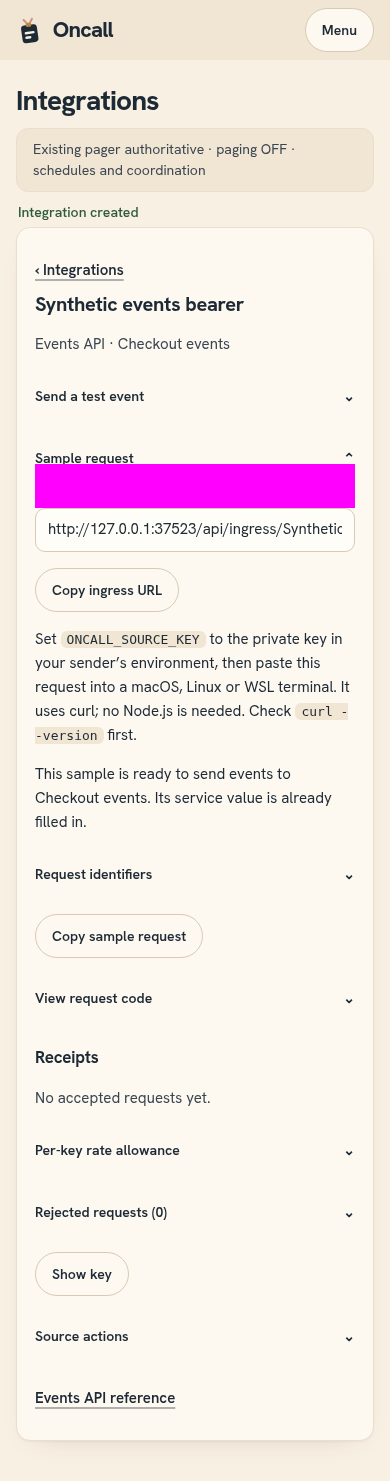 Oncall
Menu
Integrations
Existing pager authoritative · paging OFF ·
schedules and coordination
Integration created
‹ Integrations
Synthetic events bearer
Events API · Checkout events
Send a test event
Sample request
http://127.0.0.1:37523/api/ingress/Synthetic
Copy ingress URL
Set ONCALL_SOURCE_KEY to the private key in
your sender’s environment, then paste this
request into a macOS, Linux or WSL terminal. It
uses curl; no Node.js is needed. Check curl -
-version first.
This sample is ready to send events to
Checkout events. Its service value is already
filled in.
Request identifiers
Copy sample request
View request code
Receipts
No accepted requests yet.
Per-key rate allowance
Rejected requests (0)
Show key
Source actions
Events API reference